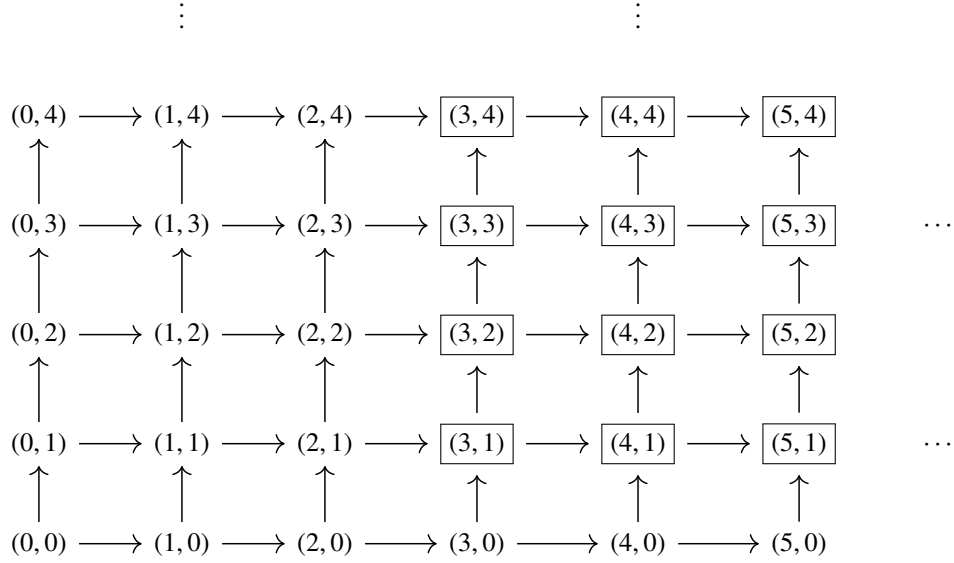 ⋮ ⋮
(0, 4) (1, 4) (2, 4) (3, 4) (4, 4) (5, 4)
(0, 3) (1, 3) (2, 3) (3, 3) (4, 3) (5, 3) ⋯
(0, 2) (1, 2) (2, 2) (3, 2) (4, 2) (5, 2)
(0, 1) (1, 1) (2, 1) (3, 1) (4, 1) (5, 1) ⋯
(0, 0) (1, 0) (2, 0) (3, 0) (4, 0) (5, 0)